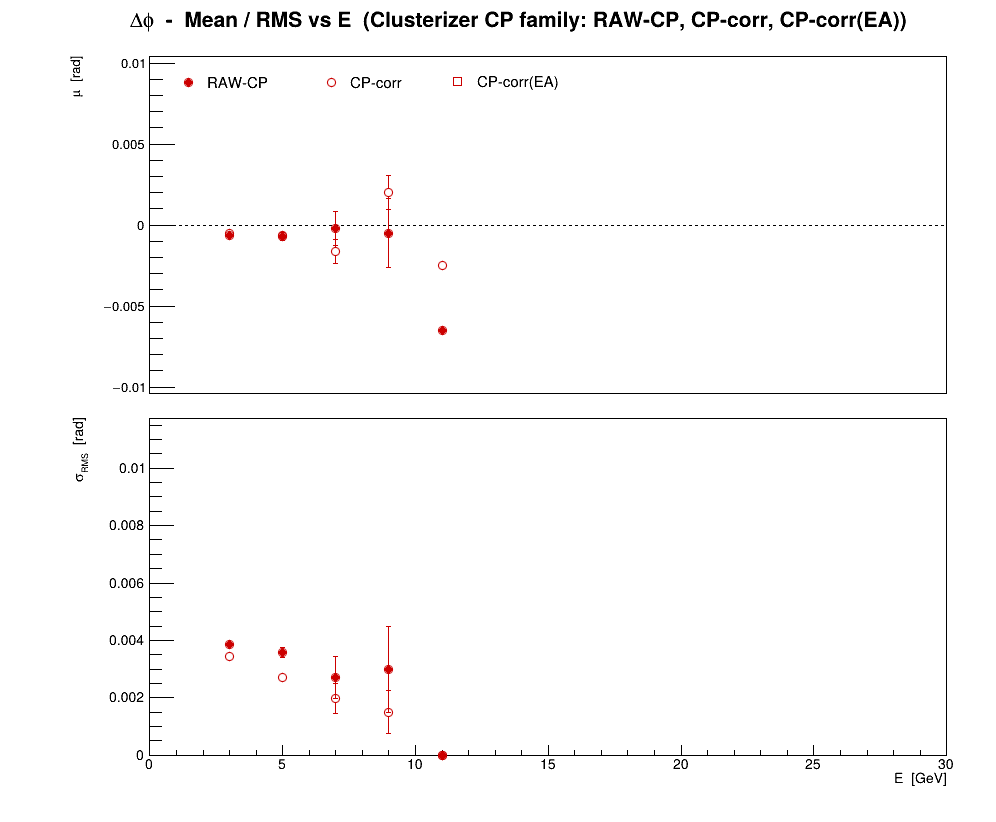 Δϕ - Mean / RMS vs E (Clusterizer CP family: RAW-CP, CP-corr, CP-corr(EA))
μ [rad]
0.01
RAW-CP CP-corr CP-corr(EA)
0.005
0
−0.005
−0.01
σRMS [rad]
0.01
0.008
0.006
0.004
0.002
0
0 5 10 15 20 25 30
E [GeV]